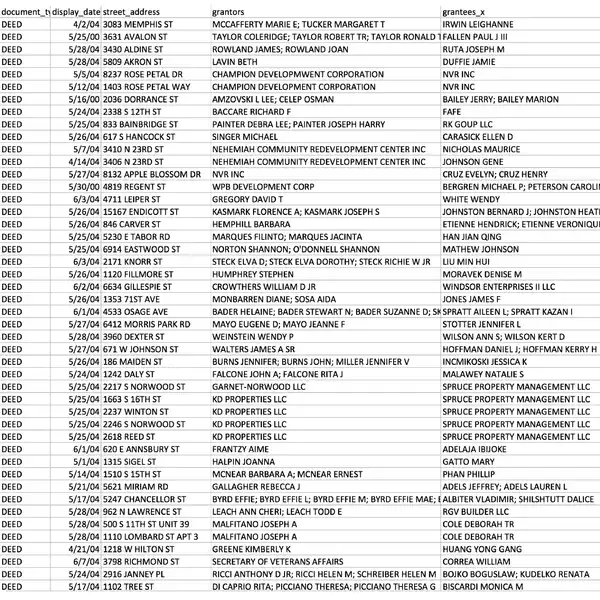 document_ty display_date street_address grantors grantees_x
DEED 4/2/04 3083 MEMPHIS ST MCCAFFERTY MARIE E; TUCKER MARGARET T IRWIN LEIGHANNE
DEED 5/25/00 3631 AVALON ST TAYLOR COLERIDGE; TAYLOR ROBERT TR; TAYLOR RONALD T FALLEN PAUL J III
DEED 5/28/04 3430 ALDINE ST ROWLAND JAMES; ROWLAND JOAN RUTA JOSEPH M
DEED 5/28/04 5809 AKRON ST LAVIN BETH DUFFIE JAMIE
DEED 5/5/04 8237 ROSE PETAL DR CHAMPION DEVELOPMWENT CORPORATION NVR INC
DEED 5/12/04 1403 ROSE PETAL WAY CHAMPION DEVELOPMENT CORPORATION NVR INC
DEED 5/16/00 2036 DORRANCE ST AMZOVSKI L LEE; CELEP OSMAN BAILEY JERRY; BAILEY MARION
DEED 5/24/04 2338 S 12TH ST BACCARE RICHARD F FAFE
DEED 5/25/04 833 BAINBRIDGE ST PAINTER DEBRA LEE; PAINTER JOSEPH HARRY RK GOUP LLC
DEED 5/26/04 617 S HANCOCK ST SINGER MICHAEL CARASICK ELLEN D
DEED 5/7/04 3410 N 23RD ST NEHEMIAH COMMUNITY REDEVELOPMENT CENTER INC NICHOLAS MAURICE
DEED 4/14/04 3406 N 23RD ST NEHEMIAH COMMUNITY REDEVELOPMENT CENTER INC JOHNSON GENE
DEED 5/27/04 8132 APPLE BLOSSOM DR NVR INC CRUZ EVELYN; CRUZ HENRY
DEED 5/30/00 4819 REGENT ST WPB DEVELOPMENT CORP BERGREN MICHAEL P; PETERSON CAROLI
DEED 6/3/04 4711 LEIPER ST GREGORY DAVID T WHITE WENDY
DEED 5/26/04 15167 ENDICOTT ST KASMARK FLORENCE A; KASMARK JOSEPH S JOHNSTON BERNARD J; JOHNSTON HEATH
DEED 5/26/04 846 CARVER ST HEMPHILL BARBARA ETIENNE HENDRICK; ETIENNE VERONIQUE
DEED 5/25/04 5230 E TABOR RD MARQUES FILINTO; MARQUES JACINTA HAN JIAN QING
DEED 5/25/04 6914 EASTWOOD ST NORTON SHANNON; O'DONNELL SHANNON MATHEW JOHNSON
DEED 6/3/04 2171 KNORR ST STECK ELVA D; STECK ELVA DOROTHY; STECK RICHIE W JR LIU MIN HUI
DEED 5/26/04 1120 FILLMORE ST HUMPHREY STEPHEN MORAVEK DENISE M
DEED 6/2/04 6634 GILLESPIE ST CROWTHERS WILLIAM D JR WINDSOR ENTERPRISES II LLC
DEED 5/26/04 1353 71ST AVE MONBARREN DIANE; SOSA AIDA JONES JAMES F
DEED 6/1/04 4533 OSAGE AVE BADER HELAINE; BADER STEWART N; BADER SUZANNE D; SK SPRATT AILEEN L; SPRATT KAZAN I
DEED 5/27/04 6412 MORRIS PARK RD MAYO EUGENE D; MAYO JEANNE F STOTTER JENNIFER L
DEED 5/28/04 3960 DEXTER ST WEINSTEIN WENDY P WILSON ANN S; WILSON KERT D
DEED 5/27/04 671 W JOHNSON ST WALTERS JAMES A SR HOFFMAN DANIEL J; HOFFMAN KERRY H
DEED 5/26/04 186 MAIDEN ST BURNS JENNIFER; BURNS JOHN; MILLER JENNIFER V INCMIKOSKI JESSICA K
DEED 5/24/04 1242 DALY ST FALCONE JOHN A; FALCONE RITA J MALAWEY NATALIE S
DEED 5/25/04 2217 S NORWOOD ST GARNET-NORWOOD LLC SPRUCE PROPERTY MANAGEMENT LLC
DEED 5/25/04 1663 S 16TH ST KD PROPERTIES LLC SPRUCE PROPERTY MANAGEMENT LLC
DEED 5/25/04 2237 WINTON ST KD PROPERTIES LLC SPRUCE PROPERTY MANAGEMENT LLC
DEED 5/25/04 2246 S NORWOOD ST KD PROPERTIES LLC SPRUCE PROPERTY MANAGEMENT LLC
DEED 5/25/04 2618 REED ST KD PROPERTIES LLC SPRUCE PROPERTY MANAGEMENT LLC
DEED 6/1/04 620 E ANNSBURY ST FRANTZY AIME ADELAJA IBIJOKE
DEED 5/1/04 1315 SIGEL ST HALPIN JOANNA GATTO MARY
DEED 5/14/04 1510 S 15TH ST MCNEAR BARBARA A; MCNEAR ERNEST PHAN PHILLIP
DEED 5/21/04 5621 MIRIAM RD GALLAGHER REBECCA J ADELS JEFFREY; ADELS LAUREN L
DEED 5/17/04 5247 CHANCELLOR ST BYRD EFFIE; BYRD EFFIE L; BYRD EFFIE M; BYRD EFFIE MAE; E ALBITER VLADIMIR; SHILSHTUTT DALICE
DEED 5/28/04 962 N LAWRENCE ST LEACH ANN CHERI; LEACH TODD E RGV BUILDER LLC
DEED 5/28/04 500 S 11TH ST UNIT 39 MALFITANO JOSEPH A COLE DEBORAH TR
DEED 5/28/04 1110 LOMBARD ST APT 3 MALFITANO JOSEPH A COLE DEBORAH TR
DEED 4/21/04 1218 W HILTON ST GREENE KIMBERLY K HUANG YONG GANG
DEED 6/7/04 3798 RICHMOND ST SECRETARY OF VETERANS AFFAIRS CORREA WILLIAM
DEED 5/24/04 2916 JANNEY PL RICCI ANTHONY D JR; RICCI HELEN M; SCHREIBER HELEN M BOJKO BOGUSLAW; KUDELKO RENATA
DEED 5/17/04 1102 TREE ST DI CAPRIO RITA; PICCIANO THERESA; PICCIANO THERESA G BISCARDI MONICA M